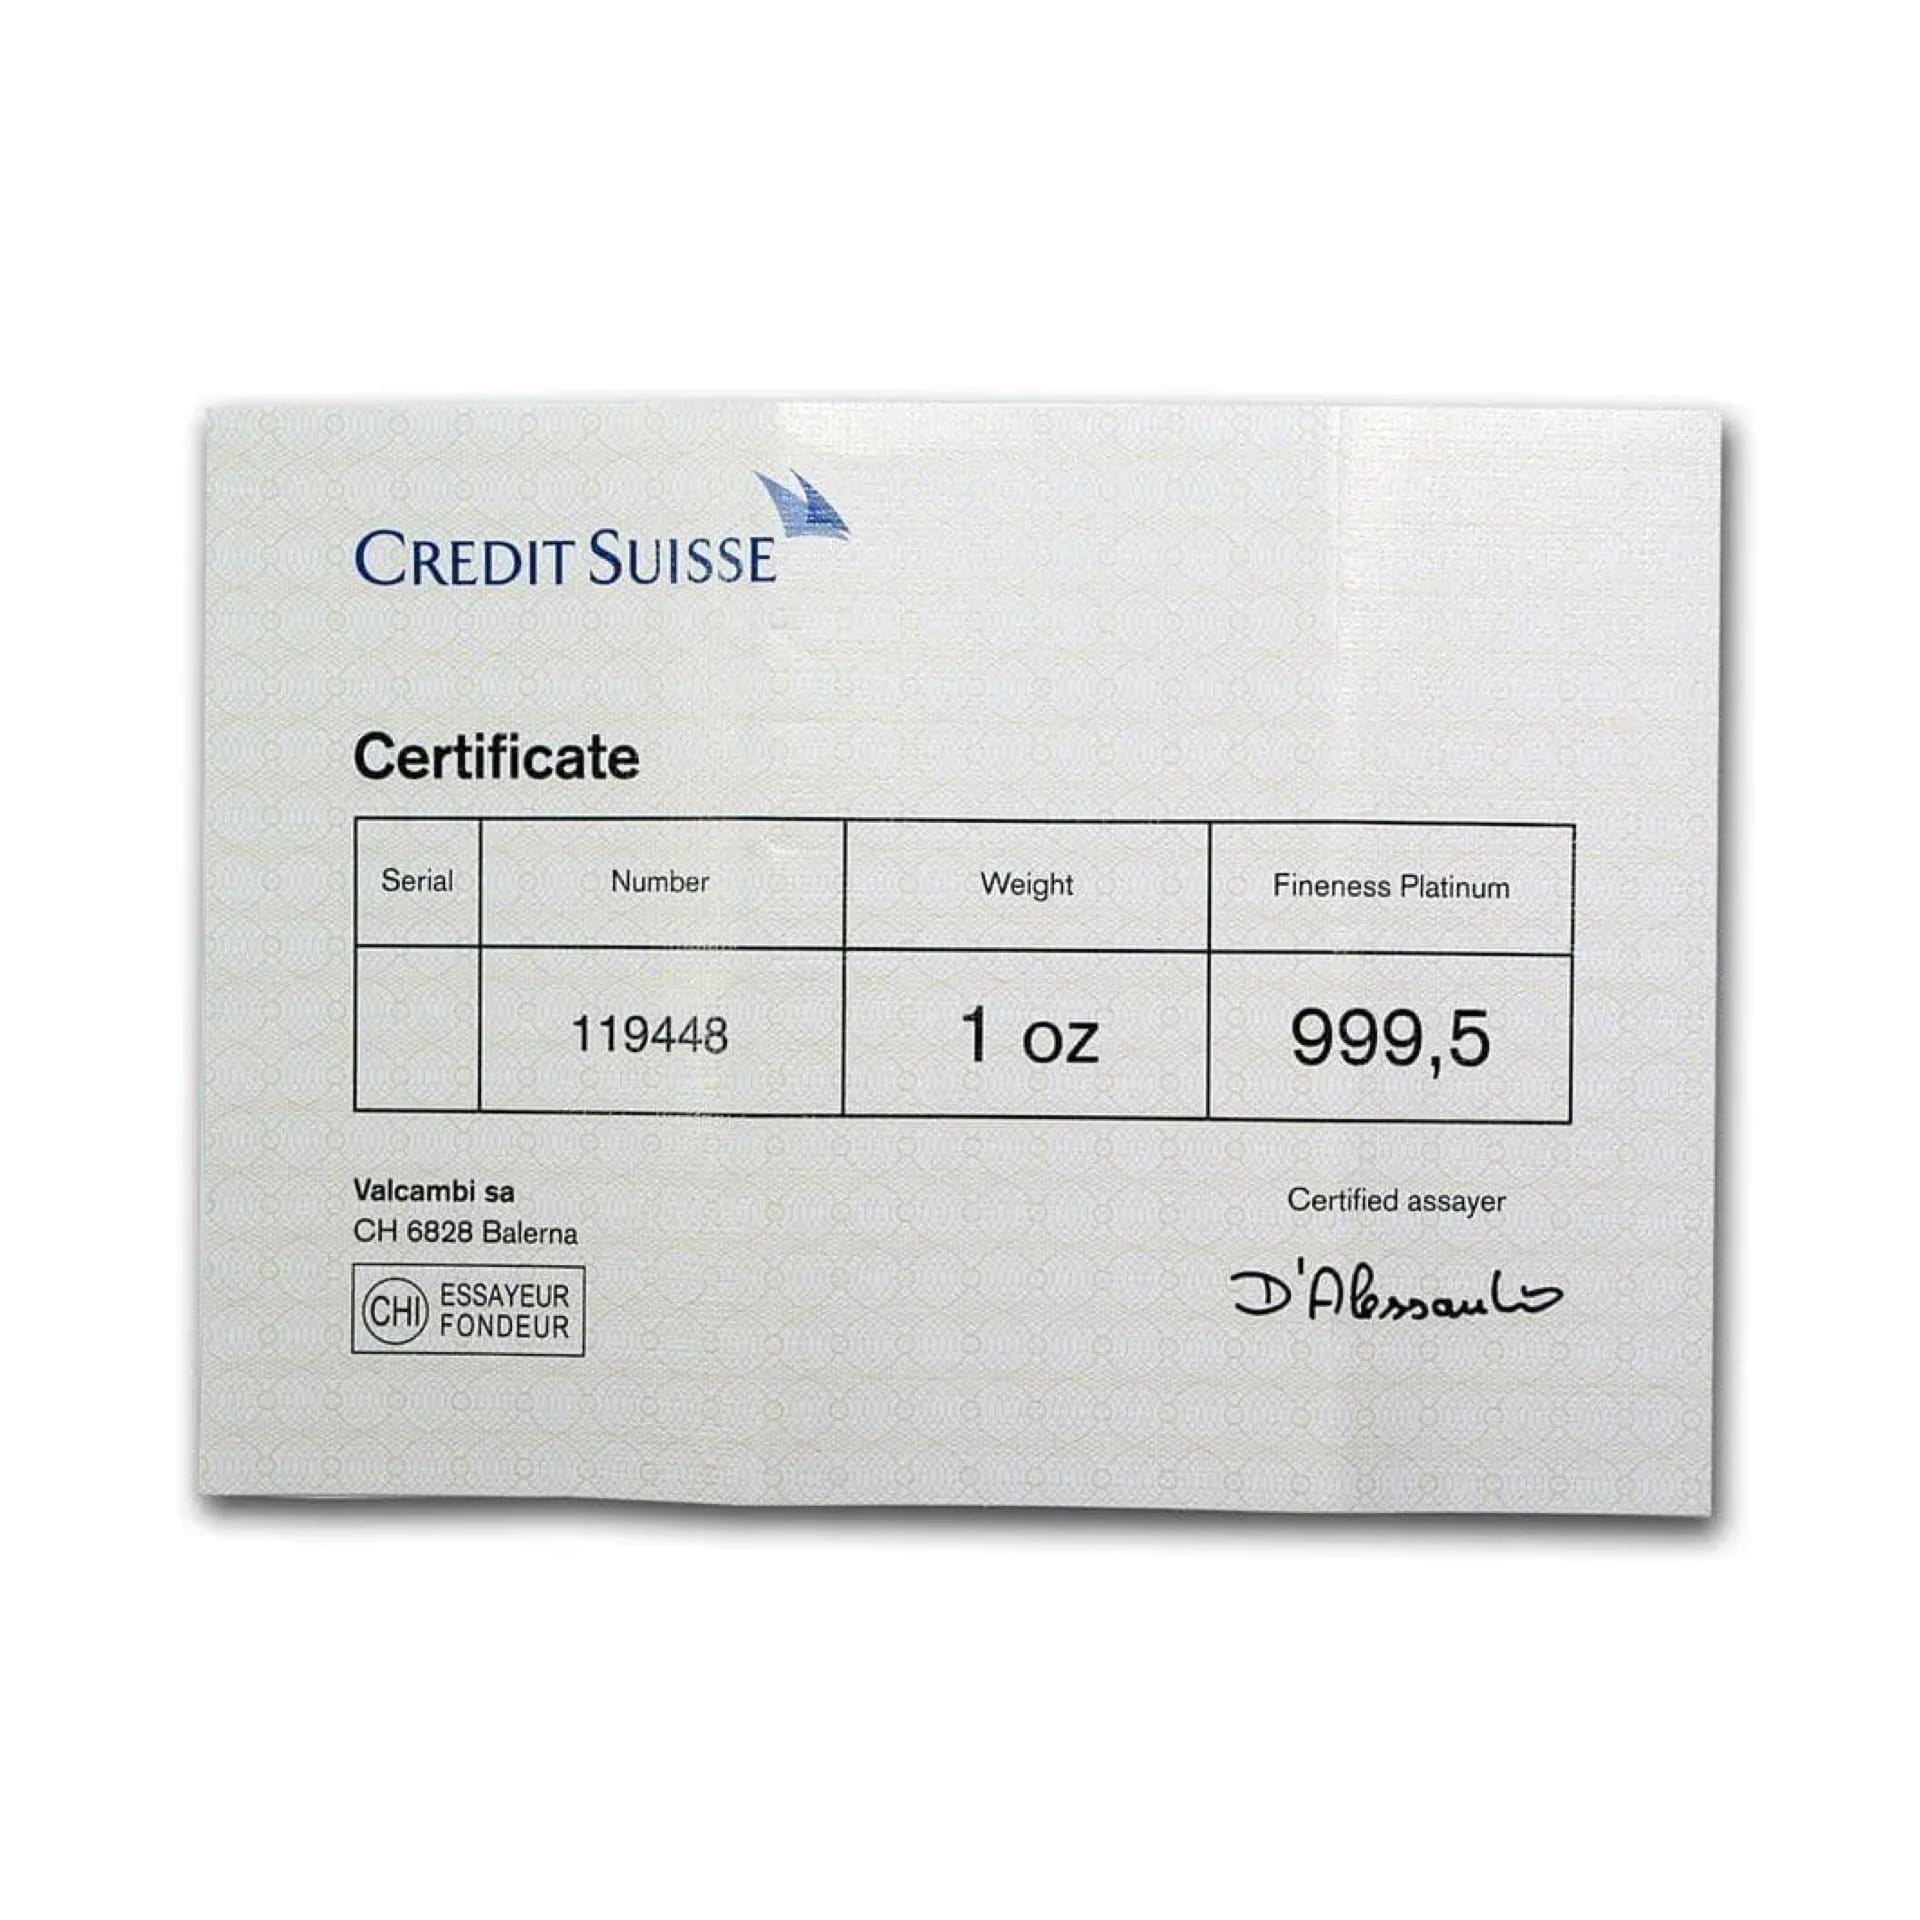 CREDIT SUISSE
Certificate
Serial Number Weight Fineness Platinum
119448 1 oz 999,5
Valcambi sa
CH 6828 Balerna
CHI ESSAYEUR
FONDEUR
Certified assayer
D'Alessandro